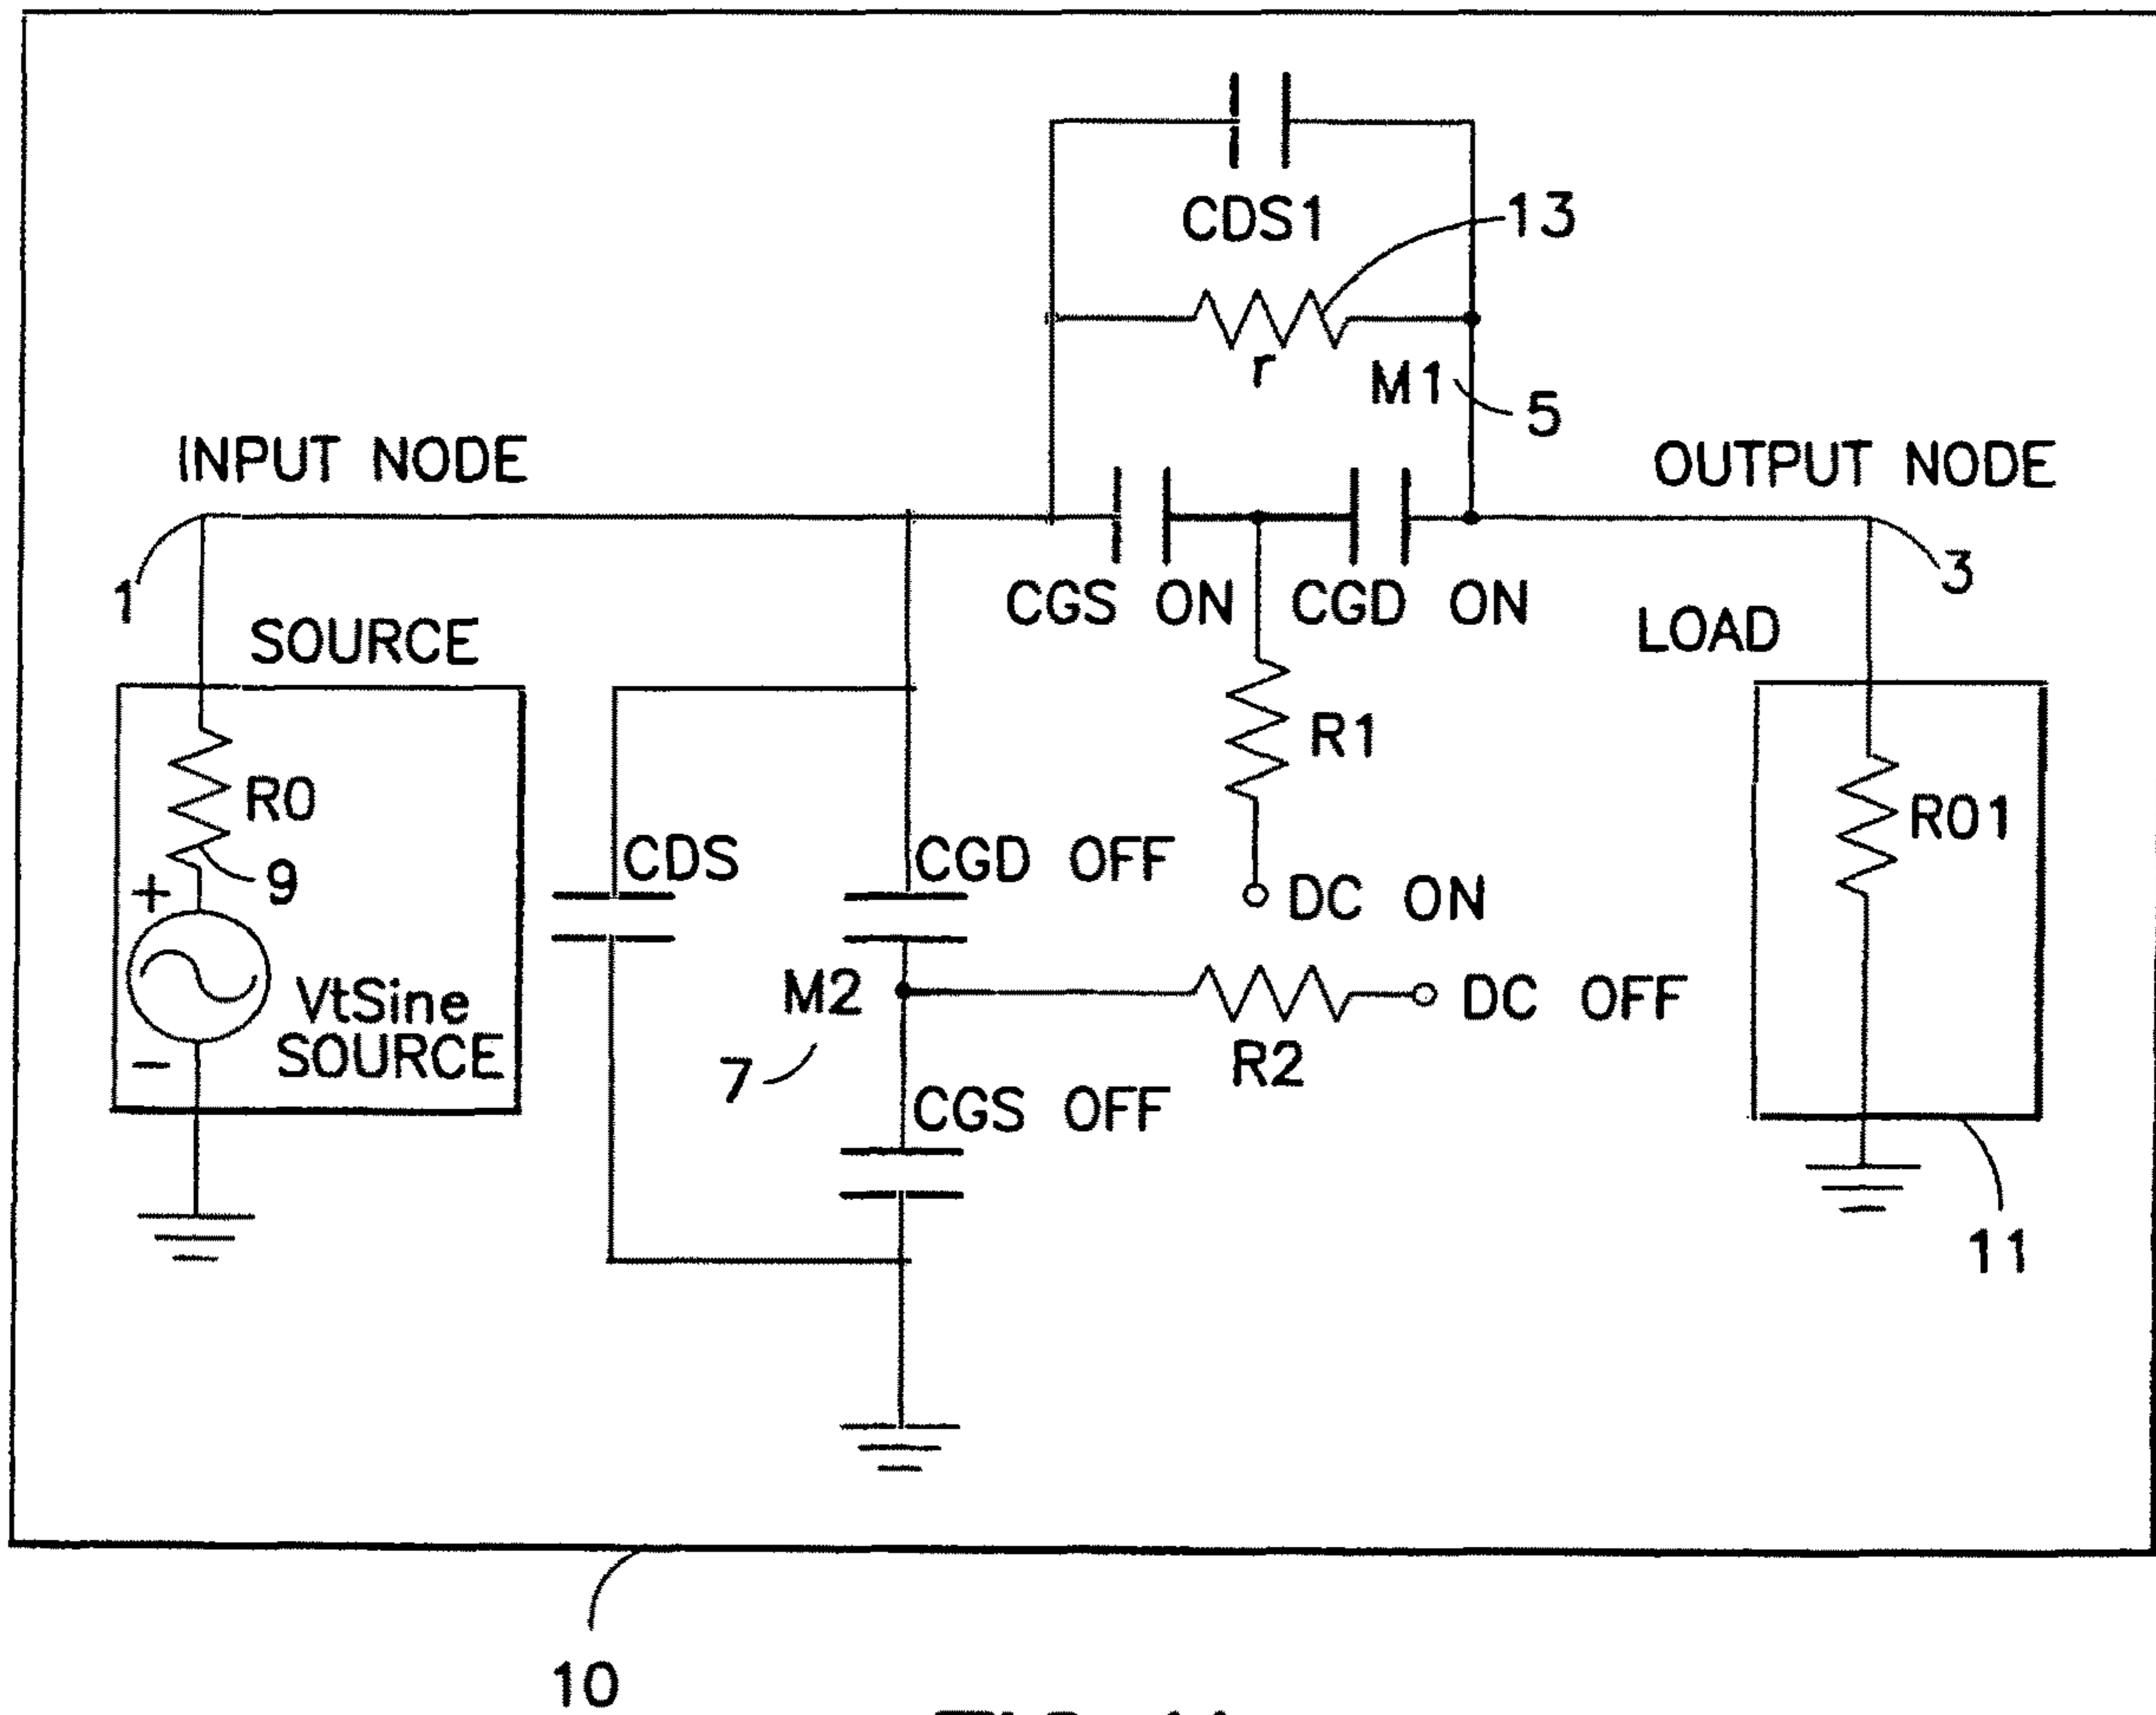 CDS1
13
r
M1
5
INPUT NODE
OUTPUT NODE
1
3
CGS ON
CGD ON
SOURCE
LOAD
R1
R0
R01
9
CDS
CGD OFF
+
DC ON
M2
DC OFF
VtSine
SOURCE
R2
7
−
CGS OFF
11
10